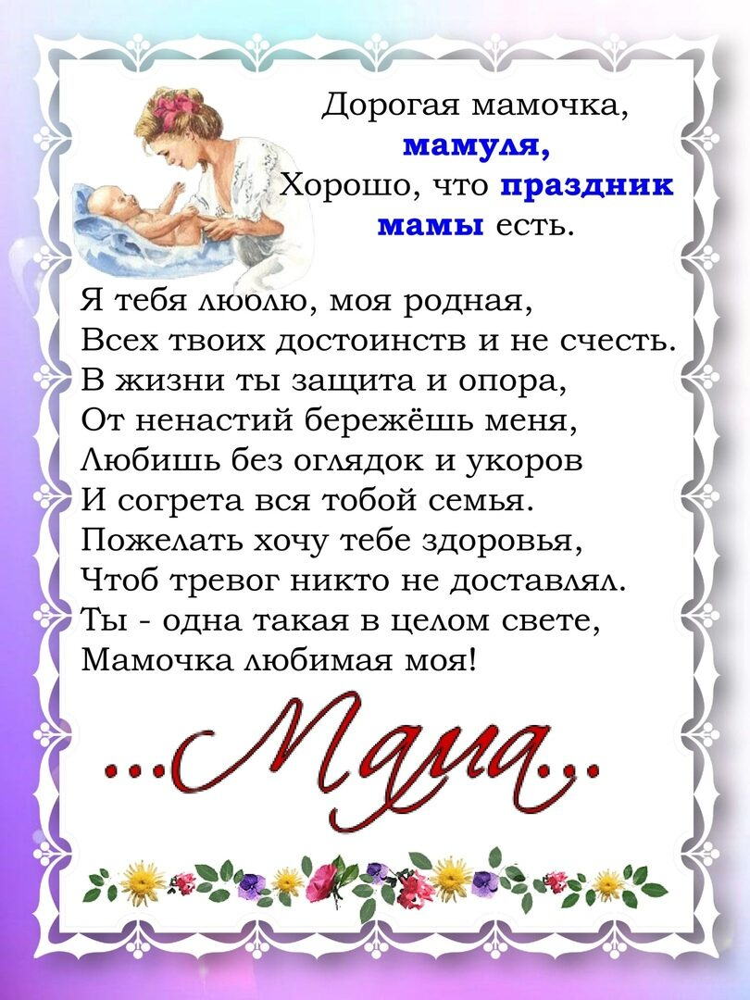 Дорогая мамочка,
мамуля,
Хорошо, что праздник
мамы есть.
Я тебя люблю, моя родная,
Всех твоих достоинств и не счесть.
В жизни ты защита и опора,
От ненастий бережёшь меня,
Любишь без оглядок и укоров
И согрета вся тобой семья.
Пожелать хочу тебе здоровья,
Чтоб тревог никто не доставлял.
Ты - одна такая в целом свете,
Мамочка любимая моя!
...Мама...